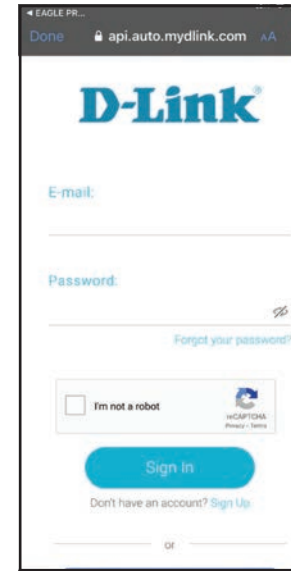 ◄ EAGLE PR...
Done api.auto.mydlink.com AA
D-Link®
E-mail:
Password:
Forgot your password?
I'm not a robot
reCAPTCHA
Privacy - Terms
Sign In
Don't have an account? Sign Up
or